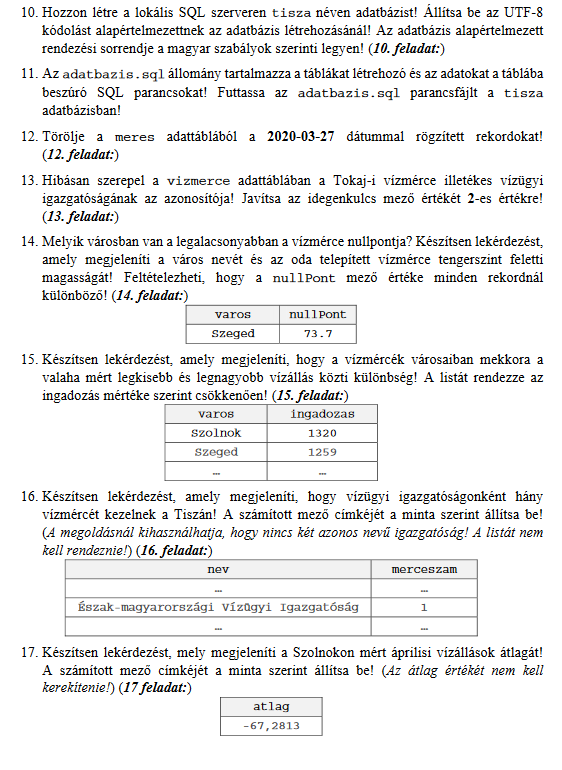 10. Hozzon létre a lokális SQL szerveren tisza néven adatbázist! Állítsa be az UTF-8
kódolást alapértelmezettnek az adatbázis létrehozásánál! Az adatbázis alapértelmezett
rendezési sorrendje a magyar szabályok szerinti legyen! (10. feladat:)
11. Az adatbazis.sql állomány tartalmazza a táblákat létrehozó és az adatokat a táblába
beszúró SQL parancsokat! Futtassa az adatbazis.sql parancsfájlt a tisza
adatbázisban!
12. Törölje a meres adattáblából a 2020-03-27 dátummal rögzített rekordokat!
(12. feladat:)
13. Hibásan szerepel a vizmerce adattáblában a Tokaj-i vízmérce illetékes vízügyi
igazgatóságának az azonosítója! Javítsa az idegenkulcs mező értékét 2-es értékre!
(13. feladat:)
14. Melyik városban van a legalacsonyabban a vízmérce nullpontja? Készítsen lekérdezést,
amely megjeleníti a város nevét és az oda telepített vízmérce tengerszint feletti
magasságát! Feltételezheti, hogy a nullPont mező értéke minden rekordnál
különböző! (14. feladat:)
varos nullPont
Szeged 73.7
15. Készítsen lekérdezést, amely megjeleníti, hogy a vízmércék városaiban mekkora a
valaha mért legkisebb és legnagyobb vízállás közti különbség! A listát rendezze az
ingadozás mértéke szerint csökkenően! (15. feladat:)
varos ingadozas
Szolnok 1320
Szeged 1259
… …
16. Készítsen lekérdezést, amely megjeleníti, hogy vízügyi igazgatóságonként hány
vízmércét kezelnek a Tiszán! A számított mező címkéjét a minta szerint állítsa be!
(A megoldásnál kihasználhatja, hogy nincs két azonos nevű igazgatóság! A listát nem
kell rendeznie!) (16. feladat:)
nev merceszam
… …
Észak-magyarországi Vízügyi Igazgatóság 1
… …
17. Készítsen lekérdezést, mely megjeleníti a Szolnokon mért áprilisi vízállások átlagát!
A számított mező címkéjét a minta szerint állítsa be! (Az átlag értékét nem kell
kerekítenie!) (17 feladat:)
atlag
-67,2813